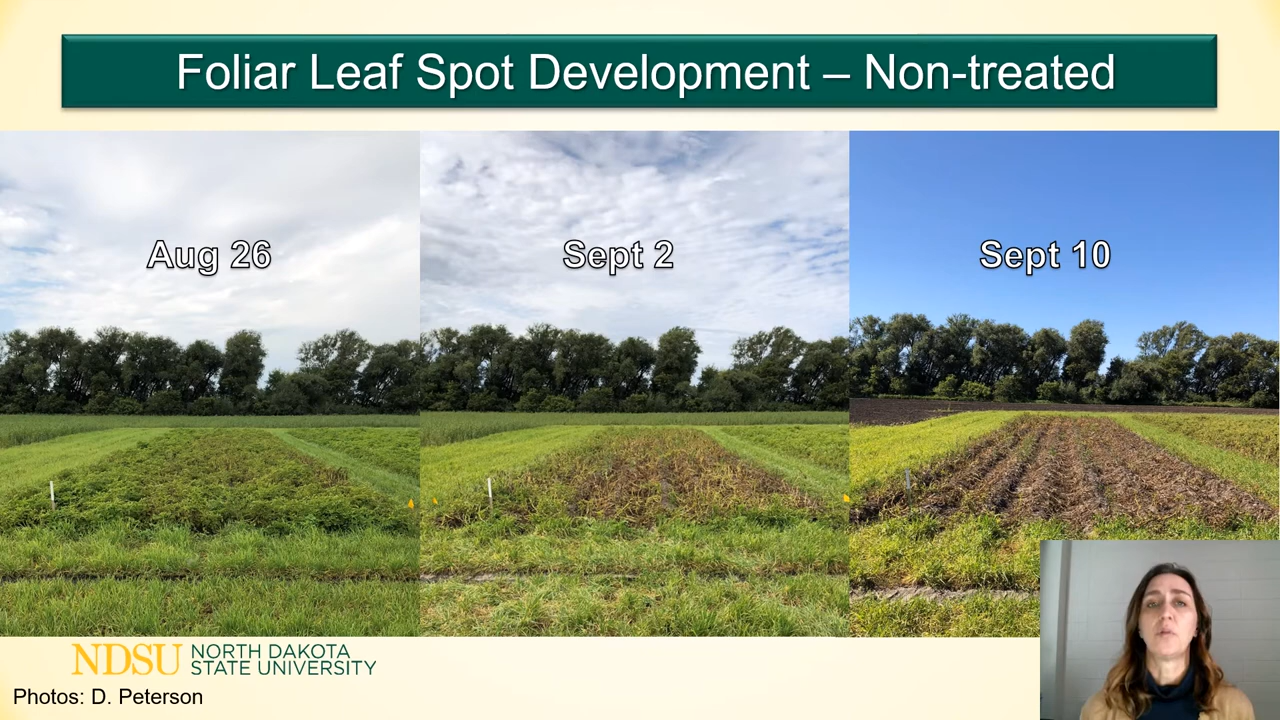 Foliar Leaf Spot Development – Non-treated
Aug 26
Sept 2
Sept 10
NDSU NORTH DAKOTA
STATE UNIVERSITY
Photos: D. Peterson